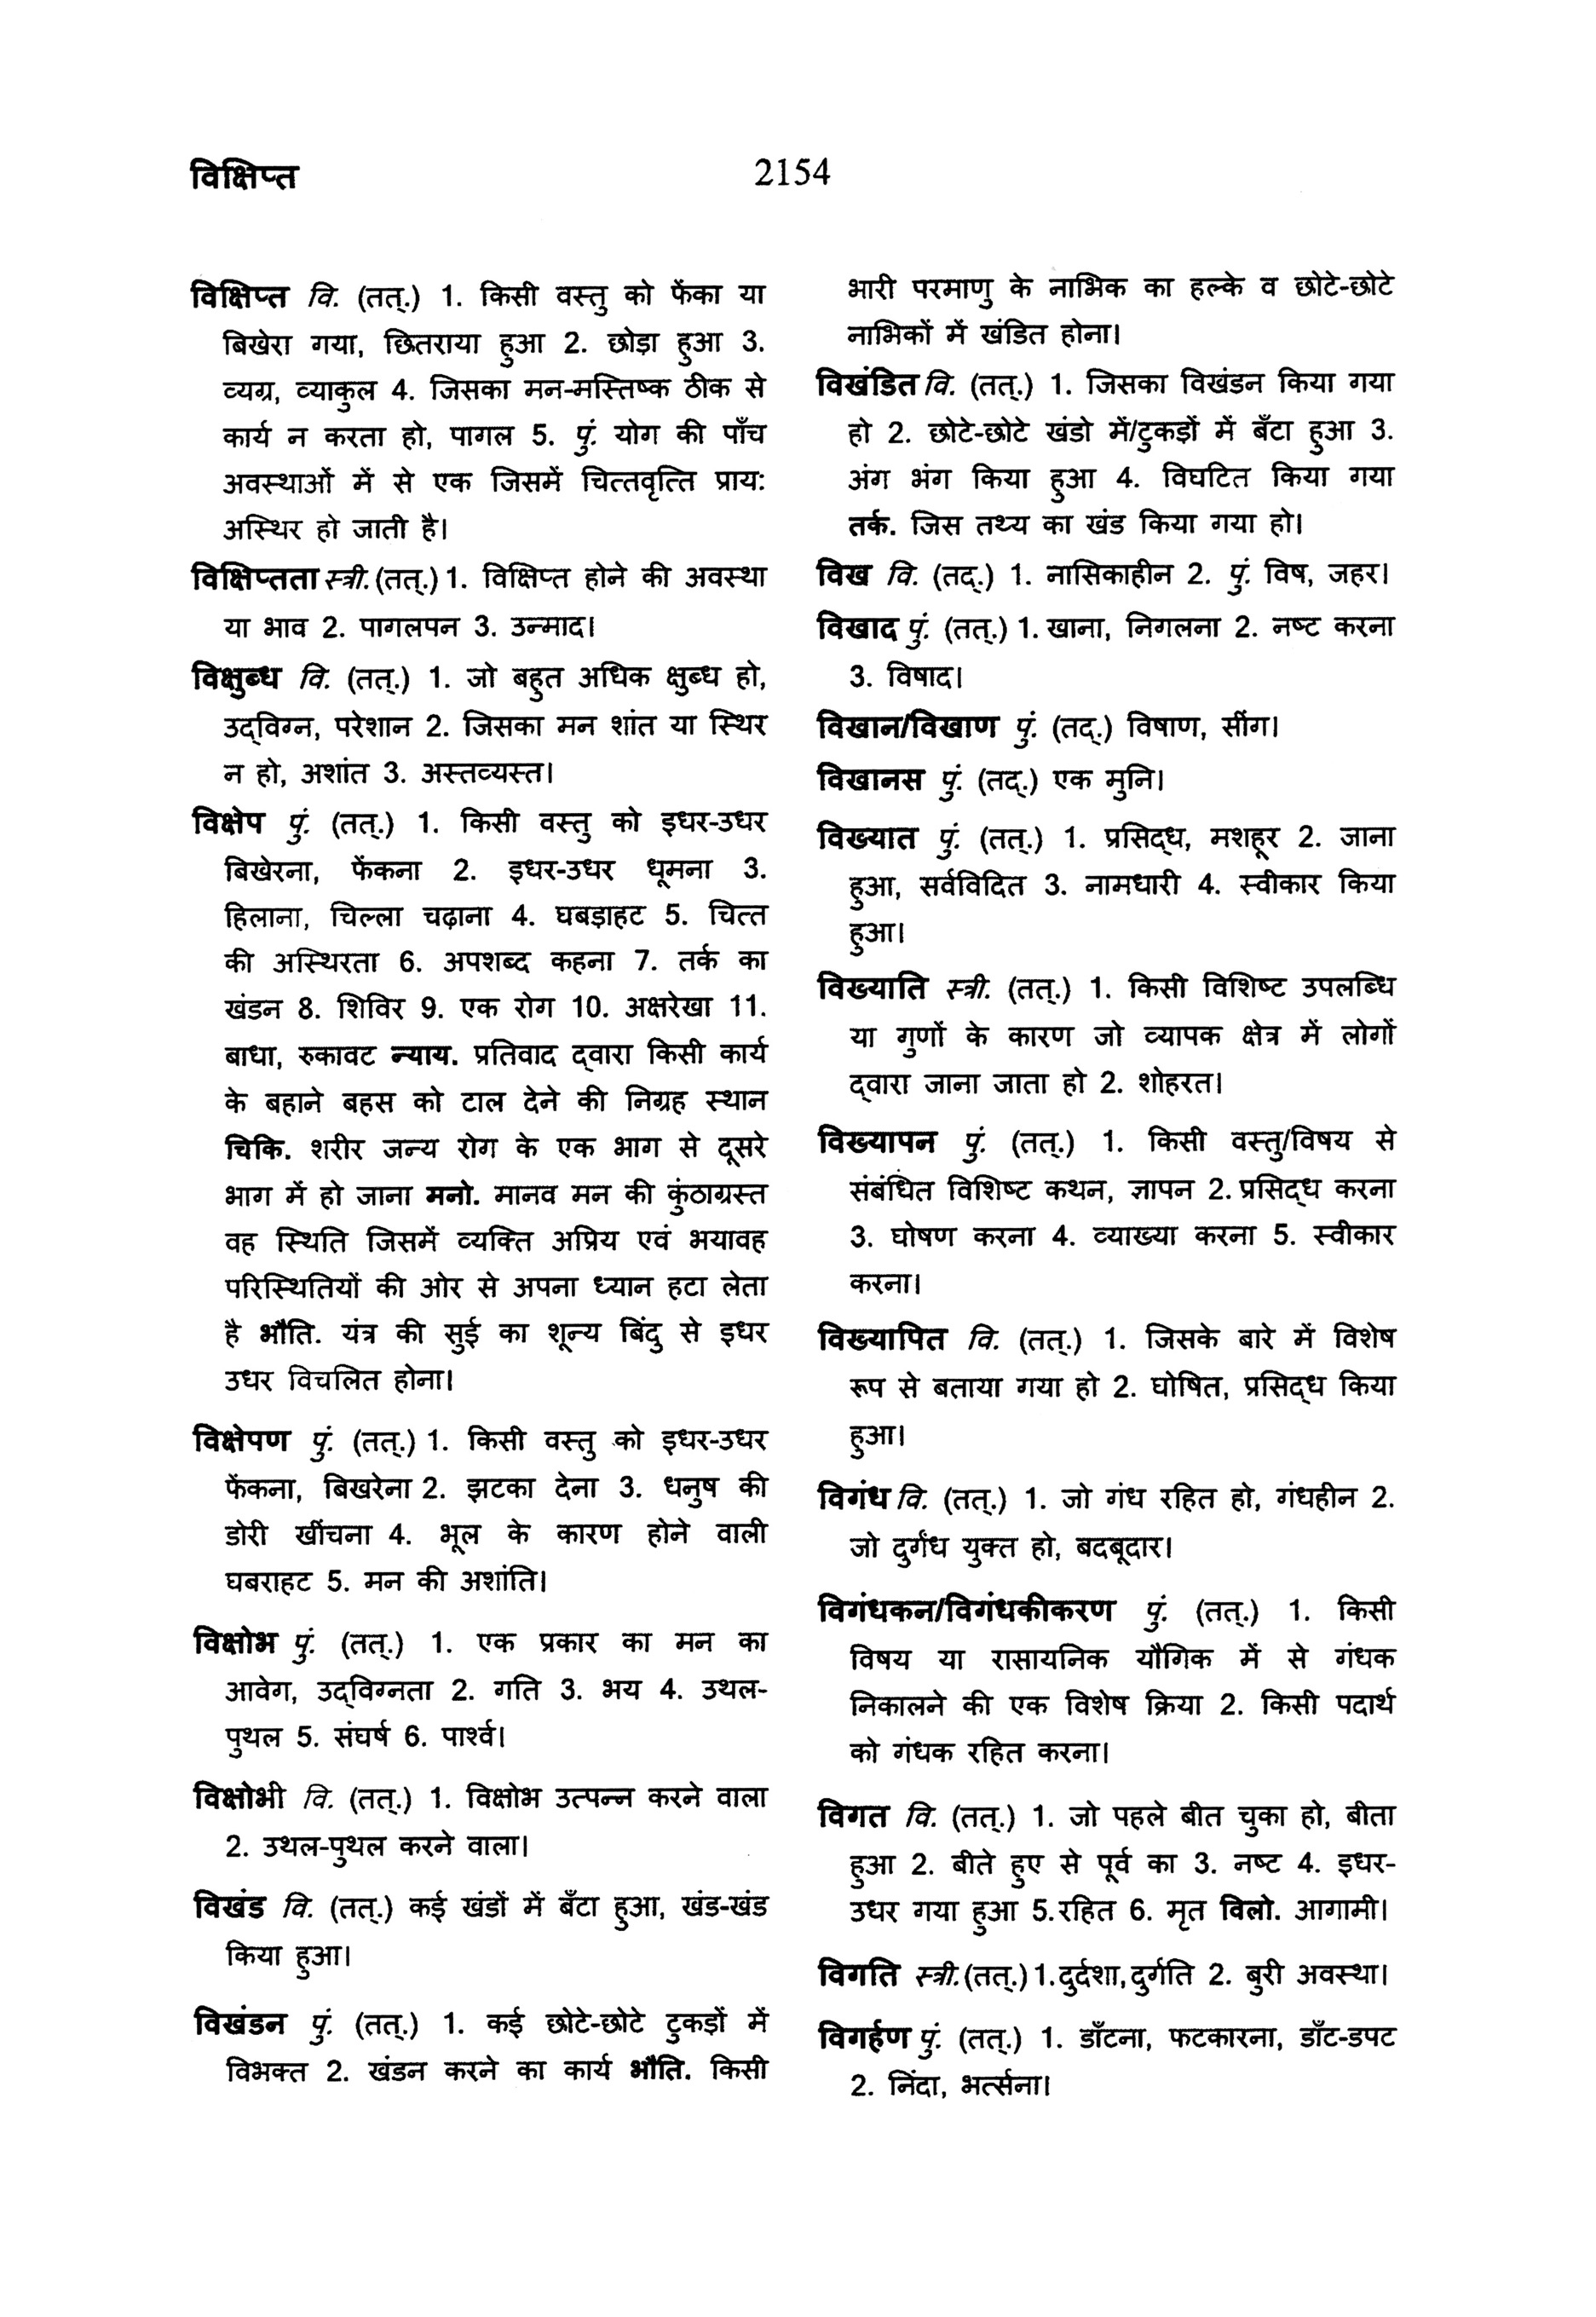 विक्षिप्त
2154
विक्षिप्त वि. (तत्.) 1. किसी वस्तु को फेंका या
बिखेरा गया, छितराया हुआ 2. छोड़ा हुआ 3.
व्यग्र, व्याकुल 4. जिसका मन-मस्तिष्क ठीक से
कार्य न करता हो, पागल 5. पुं. योग की पाँच
अवस्थाओं में से एक जिसमें चित्तवृत्ति प्राय:
अस्थिर हो जाती है।
विक्षिप्तता स्त्री. (तत्.) 1. विक्षिप्त होने की अवस्था
या भाव 2. पागलपन 3. उन्माद।
विक्षुब्ध वि. (तत्.) 1. जो बहुत अधिक क्षुब्ध हो,
उद्‌विग्न, परेशान 2. जिसका मन शांत या स्थिर
न हो, अशांत 3. अस्तव्यस्त।
विक्षेप पुं. (तत्.) 1. किसी वस्तु को इधर-उधर
बिखेरना, फेंकना 2. इधर-उधर धूमना 3.
हिलाना, चिल्ला चढ़ाना 4. घबड़ाहट 5. चित्त
की अस्थिरता 6. अपशब्द कहना 7. तर्क का
खंडन 8. शिविर 9. एक रोग 10. अक्षरेखा 11.
बाधा, रुकावट न्याय. प्रतिवाद द्‌वारा किसी कार्य
के बहाने बहस को टाल देने की निग्रह स्थान
चिकि. शरीर जन्य रोग के एक भाग से दूसरे
भाग में हो जाना मनो. मानव मन की कुंठाग्रस्त
वह स्थिति जिसमें व्यक्ति अप्रिय एवं भयावह
परिस्थितियों की ओर से अपना ध्यान हटा लेता
है भौति. यंत्र की सुई का शून्य बिंदु से इधर
उधर विचलित होना।
विक्षेपण पुं. (तत्.) 1. किसी वस्तु को इधर-उधर
फेंकना, बिखरेना 2. झटका देना 3. धनुष की
डोरी खींचना 4. भूल के कारण होने वाली
घबराहट 5. मन की अशांति।
विक्षोभ पुं. (तत्.) 1. एक प्रकार का मन का
आवेग, उद्‌विग्नता 2. गति 3. भय 4. उथल-
पुथल 5. संघर्ष 6. पार्श्व।
विक्षोभी वि. (तत्.) 1. विक्षोभ उत्पन्न करने वाला
2. उथल-पुथल करने वाला।
विखंड वि. (तत्.) कई खंडों में बँटा हुआ, खंड-खंड
किया हुआ।
विखंडन पुं. (तत्.) 1. कई छोटे-छोटे टुकड़ों में
विभक्त 2. खंडन करने का कार्य भौति. किसी
भारी परमाणु के नाभिक का हल्के व छोटे-छोटे
नाभिकों में खंडित होना।
विखंडित वि. (तत्.) 1. जिसका विखंडन किया गया
हो 2. छोटे-छोटे खंडो में/टुकड़ों में बँटा हुआ 3.
अंग भंग किया हुआ 4. विघटित किया गया
तर्क. जिस तथ्य का खंड किया गया हो।
विख वि. (तद्.) 1. नासिकाहीन 2. पुं. विष, जहर।
विखाद पुं. (तत्.) 1. खाना, निगलना 2. नष्ट करना
3. विषाद।
विखान/विखाण पुं. (तद्.) विषाण, सींग।
विखानस पुं. (तद्.) एक मुनि।
विख्यात पुं. (तत्.) 1. प्रसिद्‌ध, मशहूर 2. जाना
हुआ, सर्वविदित 3. नामधारी 4. स्वीकार किया
हुआ।
विख्याति स्त्री. (तत्.) 1. किसी विशिष्ट उपलब्धि
या गुणों के कारण जो व्यापक क्षेत्र में लोगों
द्‌वारा जाना जाता हो 2. शोहरत।
विख्यापन पुं. (तत्.) 1. किसी वस्तु/विषय से
संबंधित विशिष्ट कथन, ज्ञापन 2. प्रसिद्‌ध करना
3. घोषण करना 4. व्याख्या करना 5. स्वीकार
करना।
विख्यापित वि. (तत्.) 1. जिसके बारे में विशेष
रूप से बताया गया हो 2. घोषित, प्रसिद्‌ध किया
हुआ।
विगंध वि. (तत्.) 1. जो गंध रहित हो, गंधहीन 2.
जो दुर्गंध युक्त हो, बदबूदार।
विगंधकन/विगंधकीकरण पुं. (तत्.) 1. किसी
विषय या रासायनिक यौगिक में से गंधक
निकालने की एक विशेष क्रिया 2. किसी पदार्थ
को गंधक रहित करना।
विगत वि. (तत्.) 1. जो पहले बीत चुका हो, बीता
हुआ 2. बीते हुए से पूर्व का 3. नष्ट 4. इधर-
उधर गया हुआ 5. रहित 6. मृत विलो. आगामी।
विगति स्त्री. (तत्.) 1. दुर्दशा, दुर्गति 2. बुरी अवस्था।
विगर्हण पुं. (तत्.) 1. डाँटना, फटकारना, डाँट-डपट
2. निंदा, भर्त्सना।